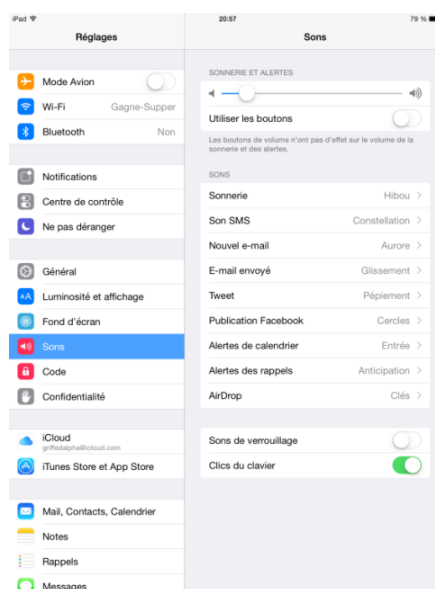 iPad
20:57
79 %
Réglages
Mode Avion
Wi-Fi
Gagne-Supper
Bluetooth
Non
Notifications
Centre de contrôle
Ne pas déranger
Général
Luminosité et affichage
Fond d'écran
Sons
Code
Confidentialité
iCloud
griffedalpha@icloud.com
iTunes Store et App Store
Mail, Contacts, Calendrier
Notes
Rappels
Messages
Sons
SONNERIE ET ALERTES
Utiliser les boutons
Les boutons de volume n'ont pas d'effet sur le volume de la
sonnerie et des alertes.
SONS
Sonnerie
Hibou
Son SMS
Constellation
Nouvel e-mail
Aurore
E-mail envoyé
Glissement
Tweet
Pépiement
Publication Facebook
Cercles
Alertes de calendrier
Entrée
Alertes des rappels
Anticipation
AirDrop
Clés
Sons de verrouillage
Clics du clavier